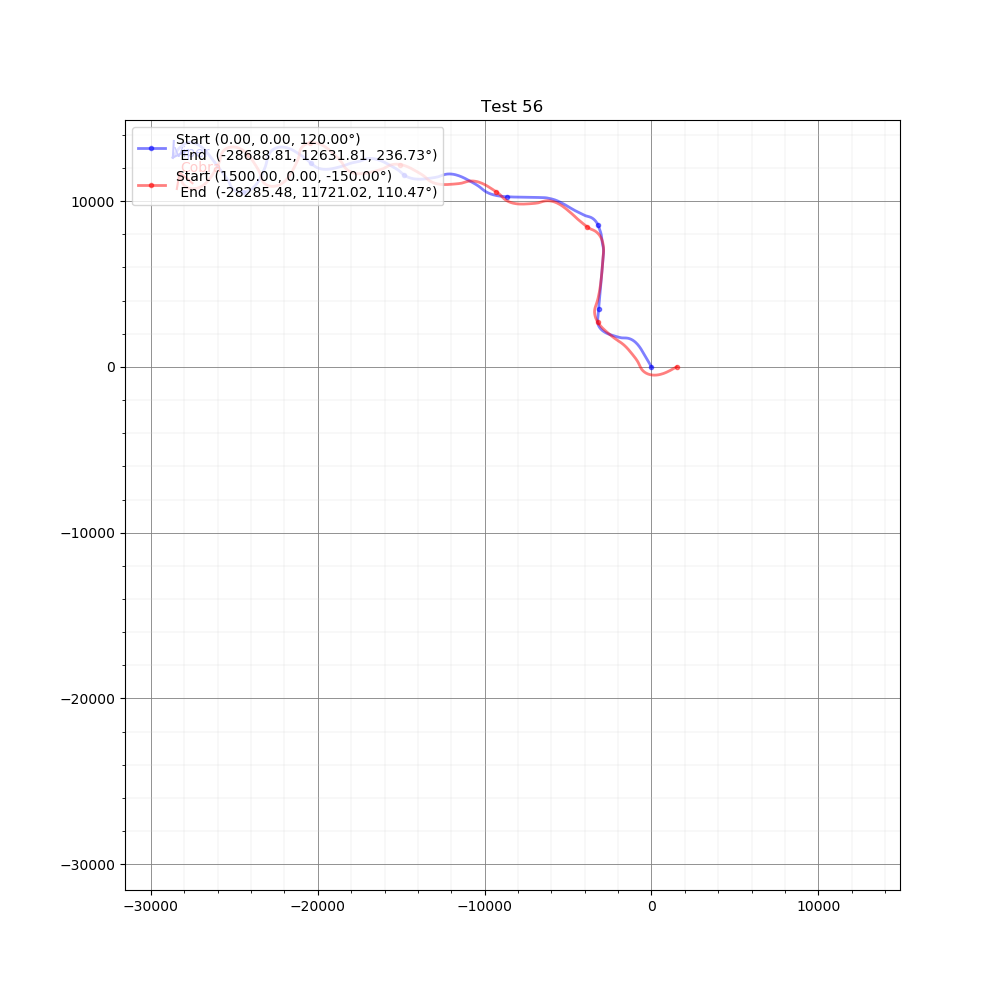 Test 56
Start (0.00, 0.00, 120.00°)
End  (-28688.81, 12631.81, 236.73°)
Start (1500.00, 0.00, -150.00°)
End  (-28285.48, 11721.02, 110.47°)
Cobra
10000
0
−10000
−20000
−30000
−30000
−20000
−10000
0
10000